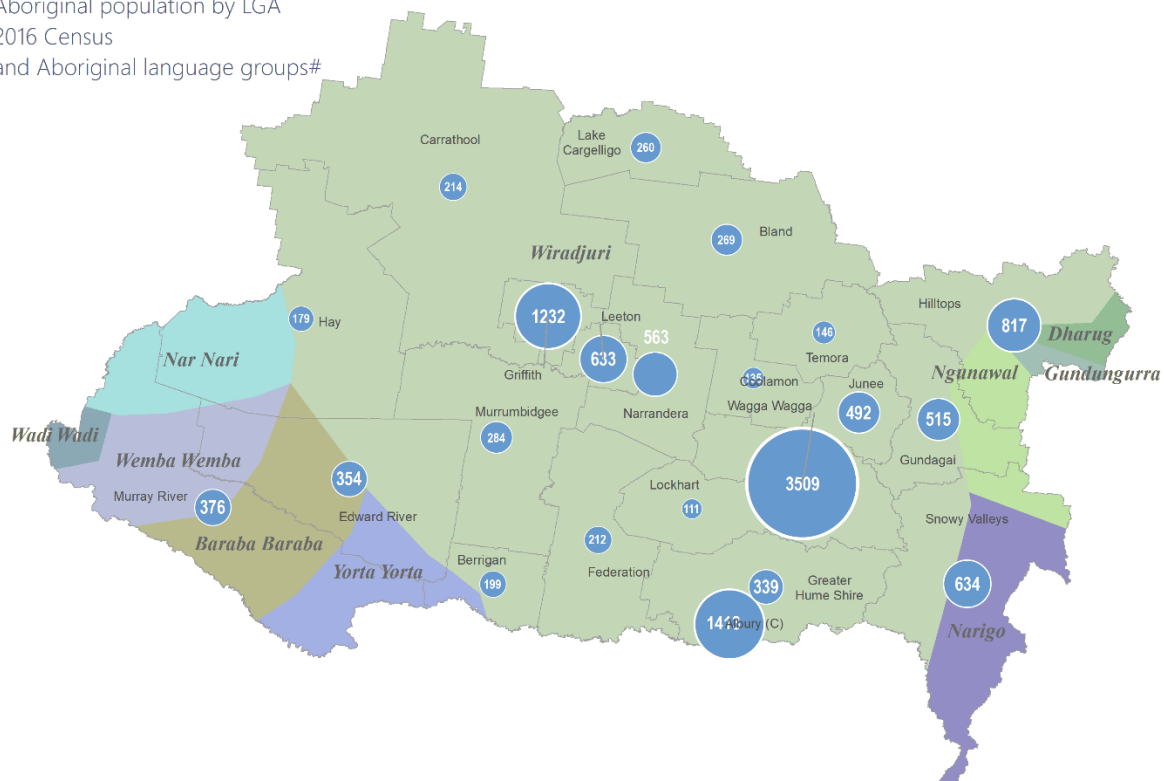 Aboriginal population by LGA
2016 Census
and Aboriginal language groups#
Lake
Cargelligo
260
Carrathool
214
Bland
269
Wiradjuri
Hilltops
817
Dharug
Gundungurra
Ngunawal
179
Hay
1232
Leeton
563
633
Griffith
Narrandera
146
Temora
Coolamon
Junee
Wagga Wagga
492
515
Gundagai
Nar Nari
Murrumbidgee
284
Wadi Wadi
Wemba Wemba
Murray River
376
354
Edward River
Baraba Baraba
Yorta Yorta
3509
Lockhart
111
Snowy Valleys
212
Federation
Berrigan
199
339
Greater
Hume Shire
634
Albury (C)
Narigo